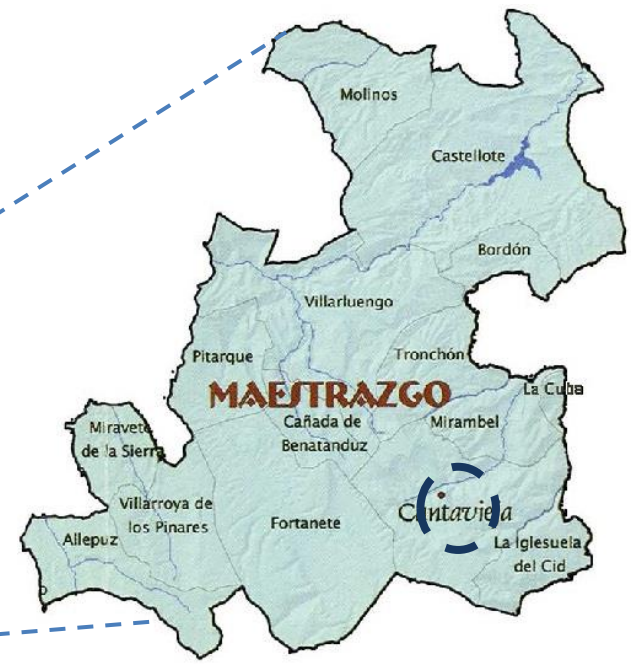 Molinos
Castellote
Bordón
Villarluengo
Pitarque
Tronchón
MAESTRAZGO
La Cuba
Cañada de
Benatanduz
Mirambel
Miravete
de la Sierra
Villarroya de
los Pinares
Allepuz
Fortanete
Cantavieja
La Iglesuela
del Cid